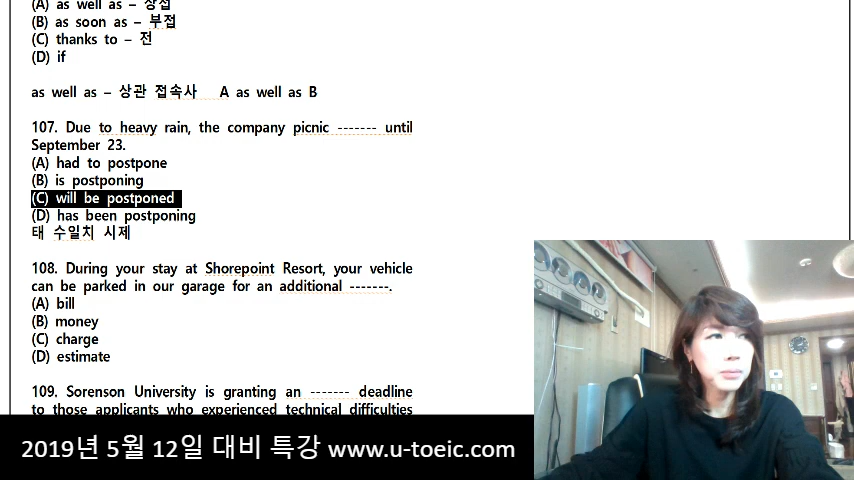 (A) as well as – 상접
(B) as soon as – 부접
(C) thanks to – 전
(D) if
as well as – 상관 접속사 A as well as B
107. Due to heavy rain, the company picnic ------- until
September 23.
(A) had to postpone
(B) is postponing
(C) will be postponed
(D) has been postponing
태 수일치 시제
108. During your stay at Shorepoint Resort, your vehicle
can be parked in our garage for an additional -------.
(A) bill
(B) money
(C) charge
(D) estimate
109. Sorenson University is granting an ------- deadline
to those applicants who experienced technical difficulties
2019년 5월 12일 대비 특강 www.u-toeic.com